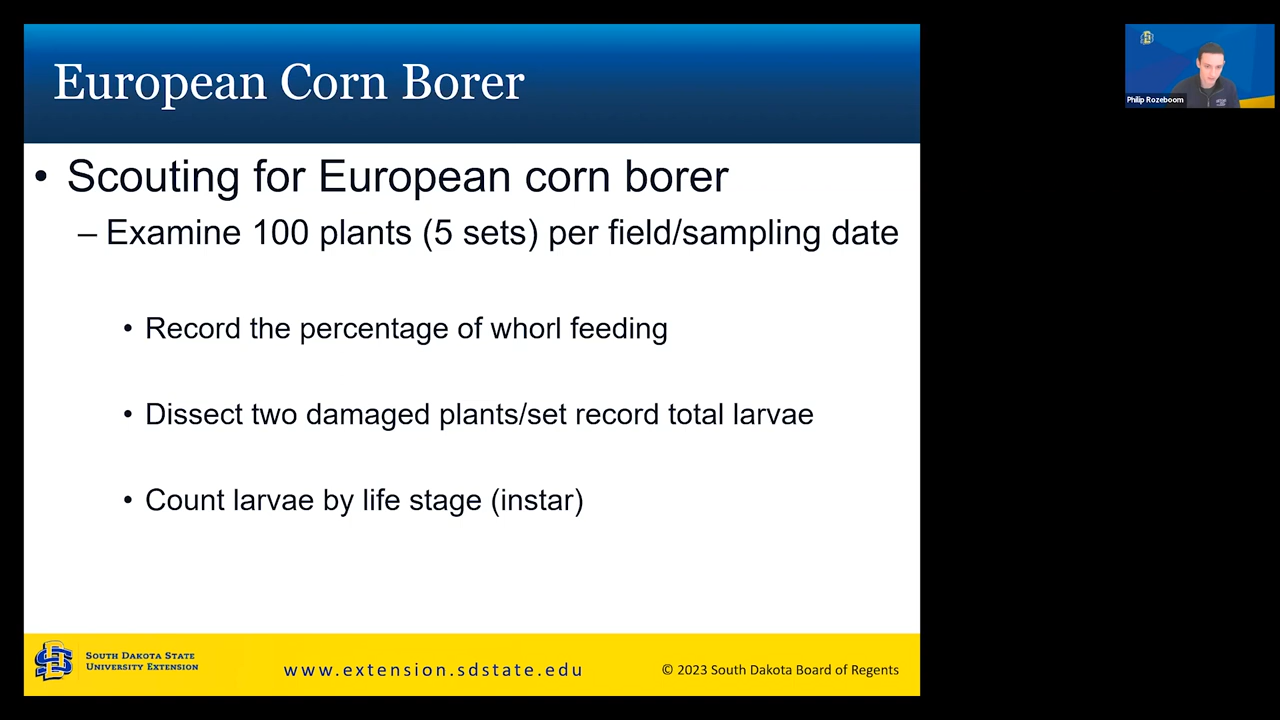 European Corn Borer
• Scouting for European corn borer
– Examine 100 plants (5 sets) per field/sampling date
• Record the percentage of whorl feeding
• Dissect two damaged plants/set record total larvae
• Count larvae by life stage (instar)
SOUTH DAKOTA STATE
UNIVERSITY EXTENSION
www.extension.sdstate.edu
© 2023 South Dakota Board of Regents
Philip Rozeboom